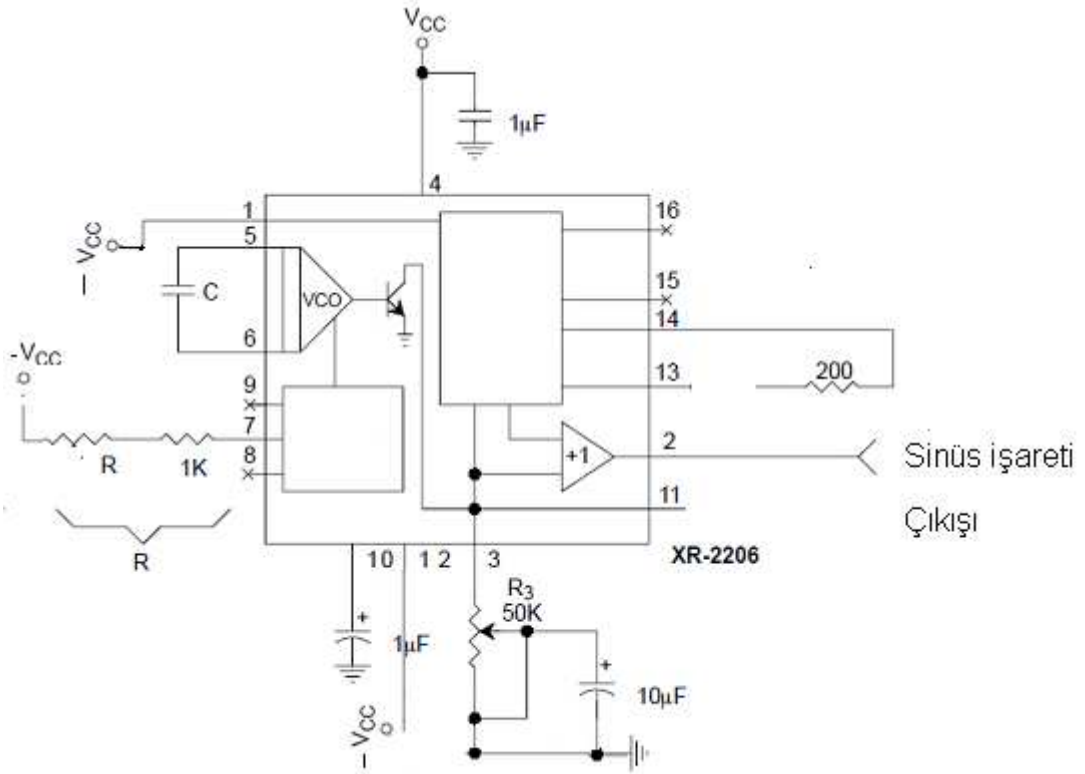 VCC
1µF
4
1
16
− VCC
5
15
C
VCO
14
6
-VCC
200
9
13
7
2
+1
Sinüs işareti
R
1K
8
11
Çıkışı
R
10
1 2
3
XR-2206
R3
50K
+
1µF
+
10µF
− VCC